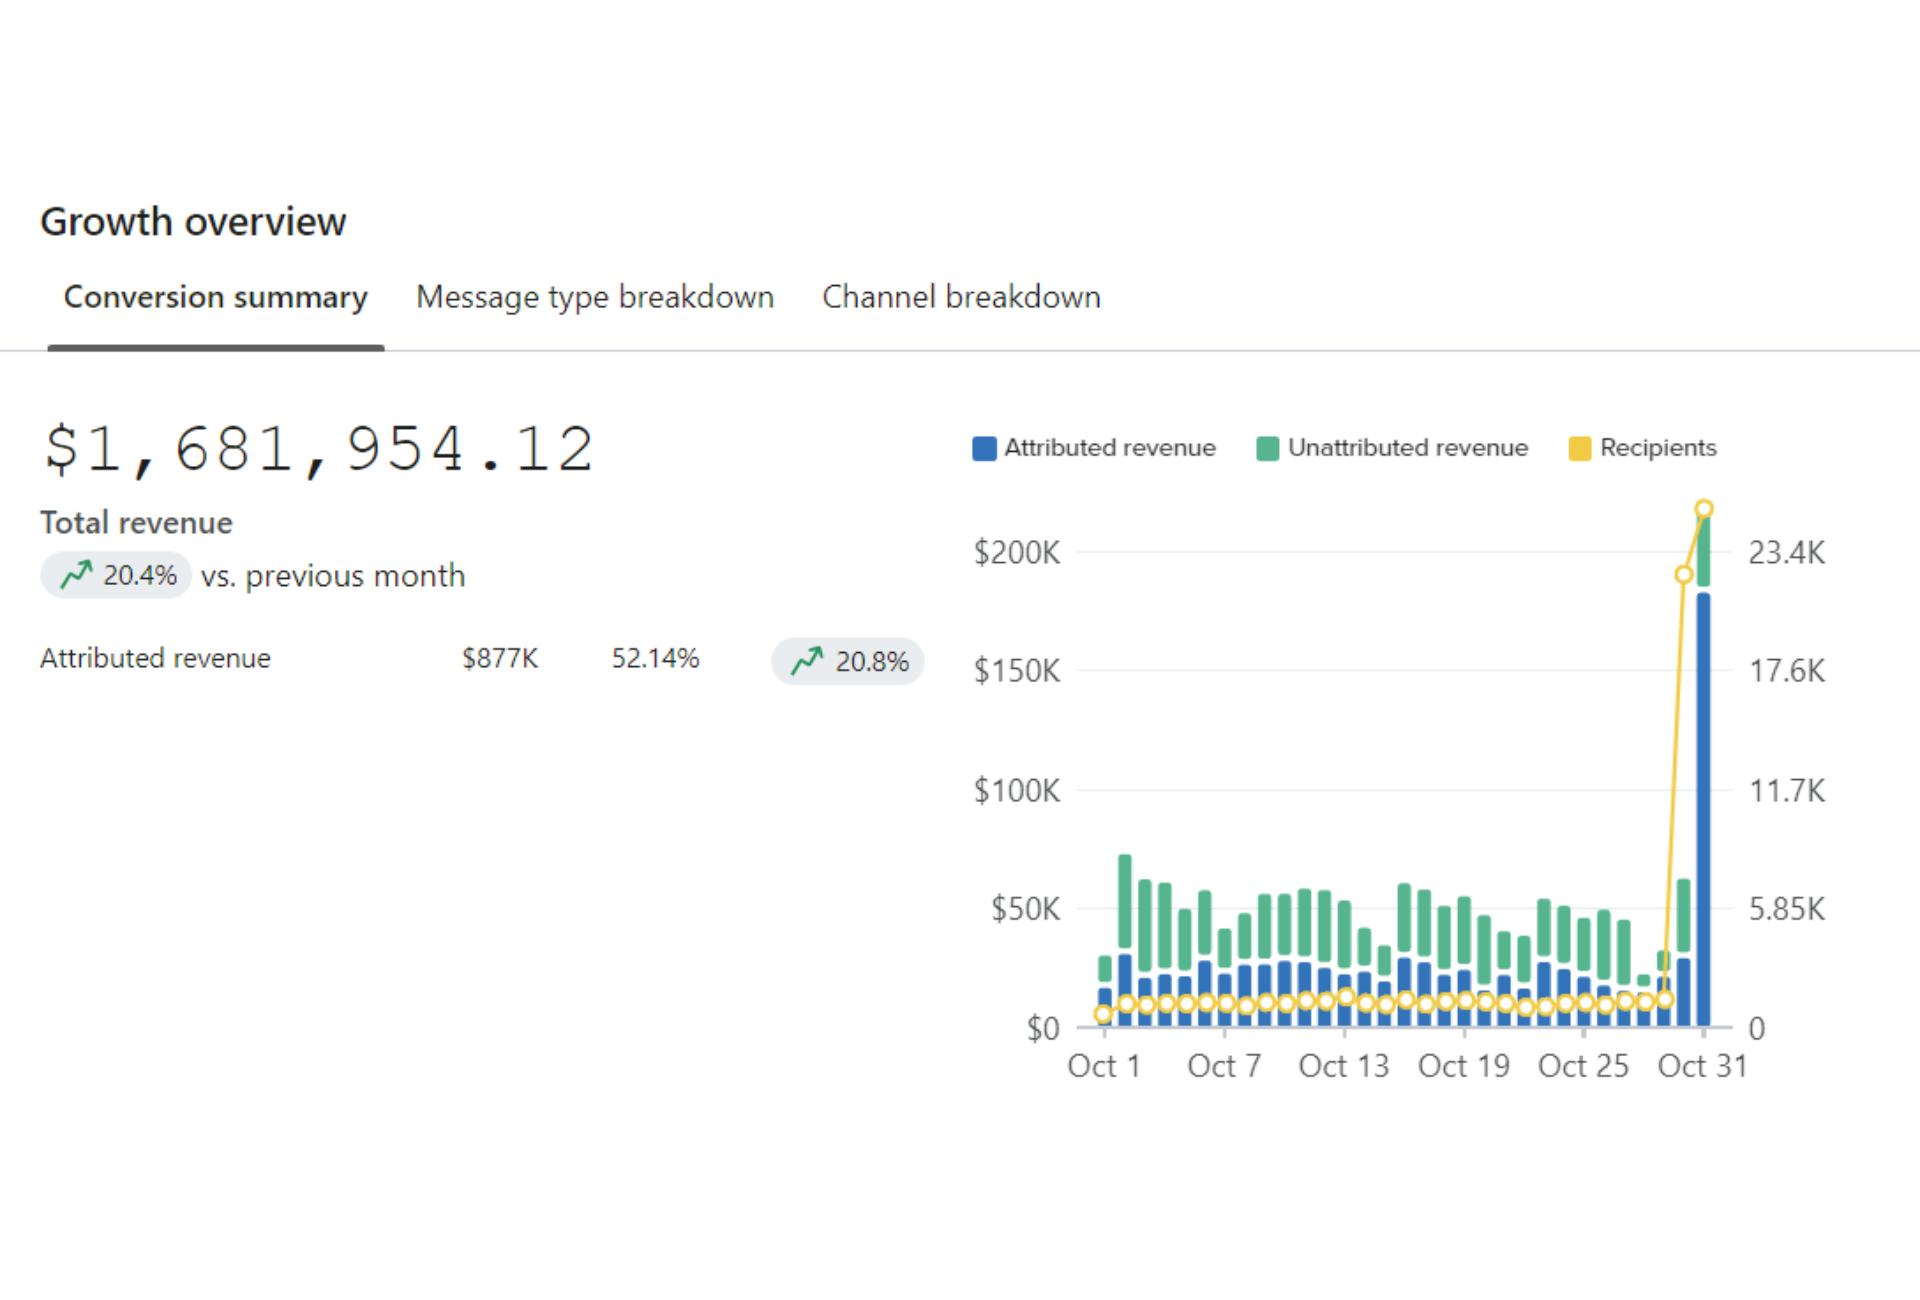 Growth overview
Conversion summary Message type breakdown Channel breakdown
$1,681,954.12
Total revenue
20.4% vs. previous month
Attributed revenue $877K 52.14% 20.8%
Attributed revenue Unattributed revenue Recipients
$200K 23.4K
$150K 17.6K
$100K 11.7K
$50K 5.85K
$0 0
Oct 1 Oct 7 Oct 13 Oct 19 Oct 25 Oct 31